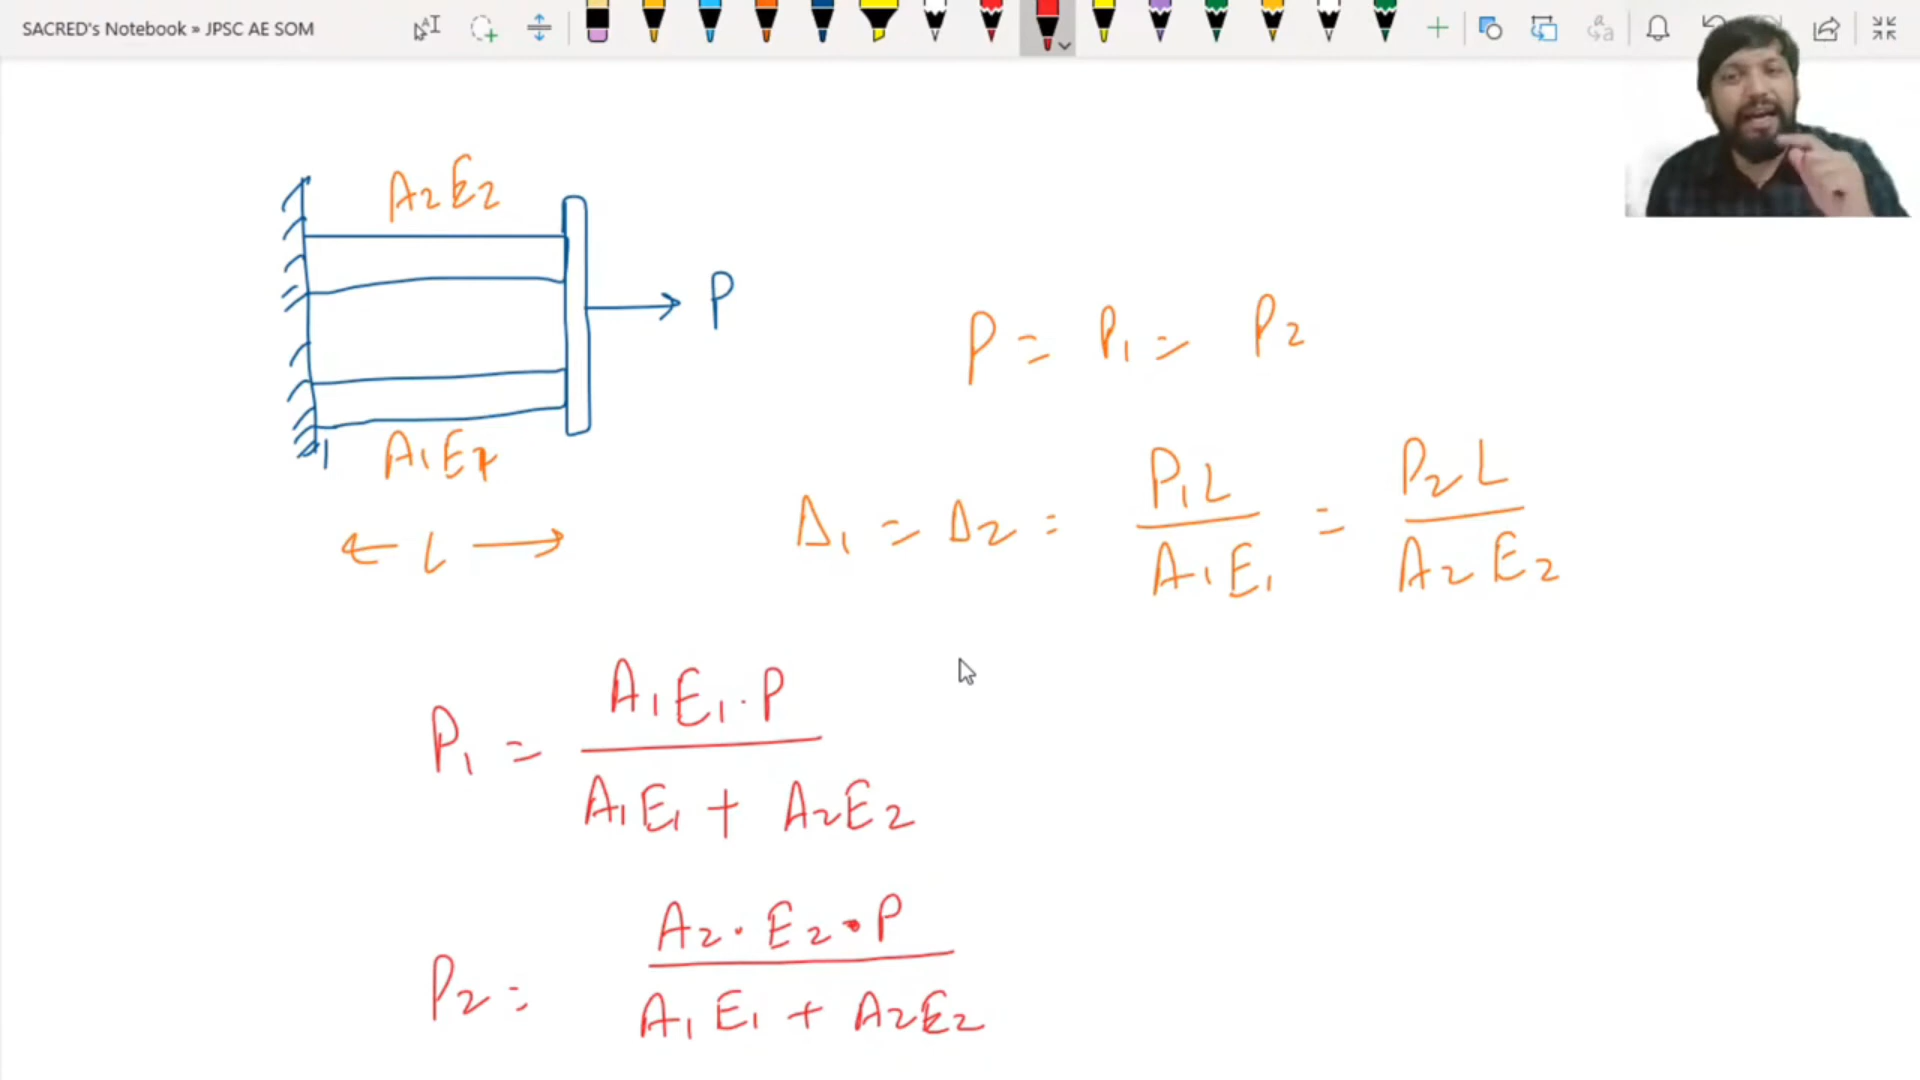 SACRED's Notebook » JPSC AE SOM
A2E2
P
P = P1 = P2
A1E1
L
Δ1 = Δ2 = P1L / A1E1 = P2L / A2E2
P1 = A1E1.P / A1E1 + A2E2
P2 = A2.E2.P / A1E1 + A2E2